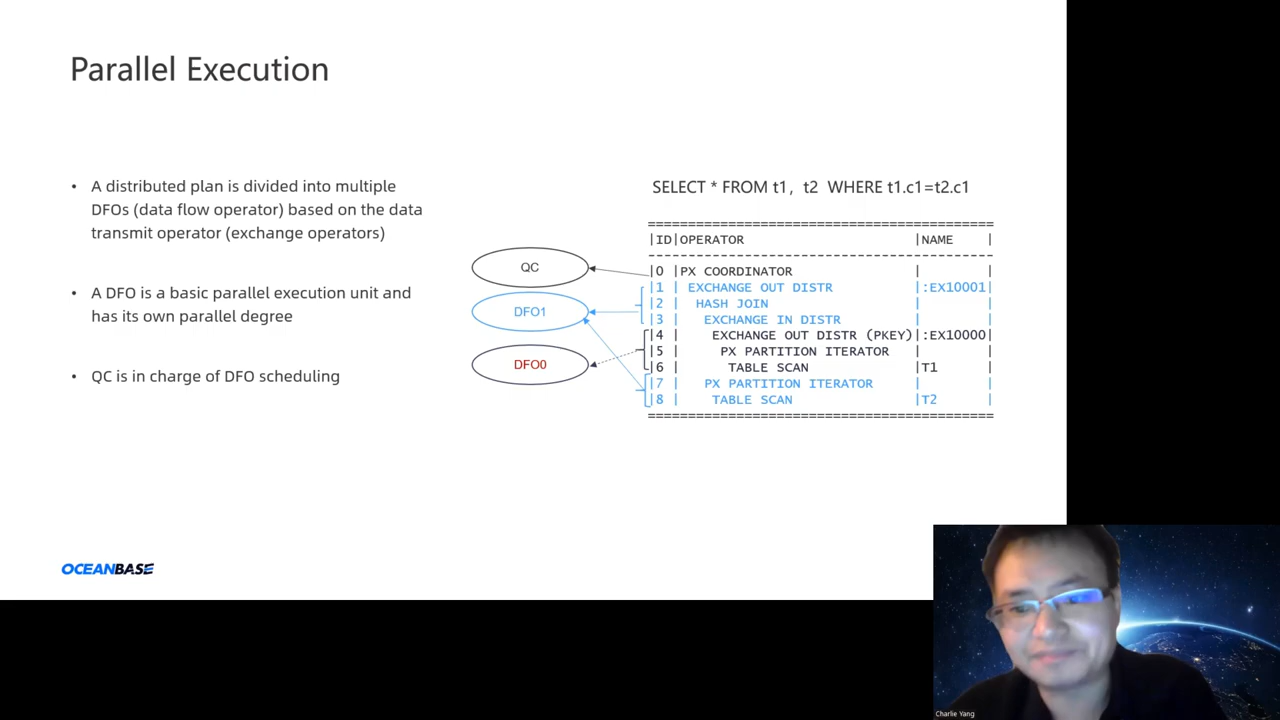 Parallel Execution
• A distributed plan is divided into multiple
DFOs (data flow operator) based on the data
transmit operator (exchange operators)
• A DFO is a basic parallel execution unit and
has its own parallel degree
• QC is in charge of DFO scheduling
SELECT * FROM t1， t2 WHERE t1.c1=t2.c1
===========================================
|ID|OPERATOR |NAME |
-------------------------------------------
|0 |PX COORDINATOR | |
|1 | EXCHANGE OUT DISTR |:EX10001|
|2 | HASH JOIN | |
|3 | EXCHANGE IN DISTR | |
|4 | EXCHANGE OUT DISTR (PKEY)|:EX10000|
|5 | PX PARTITION ITERATOR | |
|6 | TABLE SCAN |T1 |
|7 | PX PARTITION ITERATOR | |
|8 | TABLE SCAN |T2 |
===========================================
QC
DFO1
DFO0
OCEANBASE
Charlie Yang